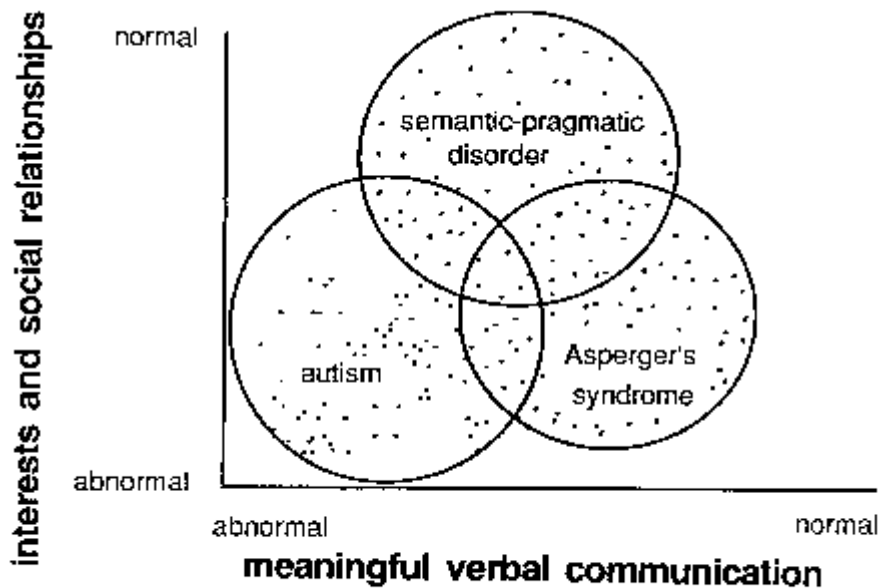 interests and social relationships
normal
semantic-pragmatic
disorder
autism
Asperger's
syndrome
abnormal
abnormal
normal
meaningful verbal communication